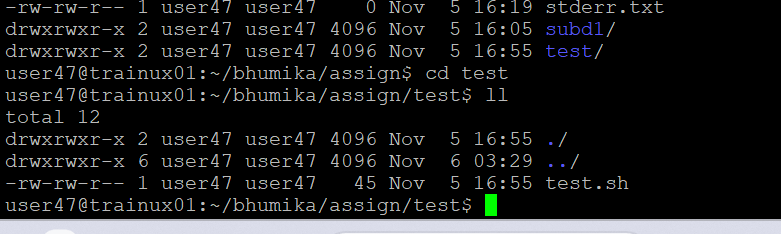 -rw-rw-r-- 1 user47 user47    0 Nov  5 16:19 stderr.txt
drwxrwxr-x 2 user47 user47 4096 Nov  5 16:05 subd1/
drwxrwxr-x 2 user47 user47 4096 Nov  5 16:55 test/
user47@trainux01:~/bhumika/assign$ cd test
user47@trainux01:~/bhumika/assign/test$ ll
total 12
drwxrwxr-x 2 user47 user47 4096 Nov  5 16:55 ./
drwxrwxr-x 6 user47 user47 4096 Nov  6 03:29 ../
-rw-rw-r-- 1 user47 user47   45 Nov  5 16:55 test.sh
user47@trainux01:~/bhumika/assign/test$